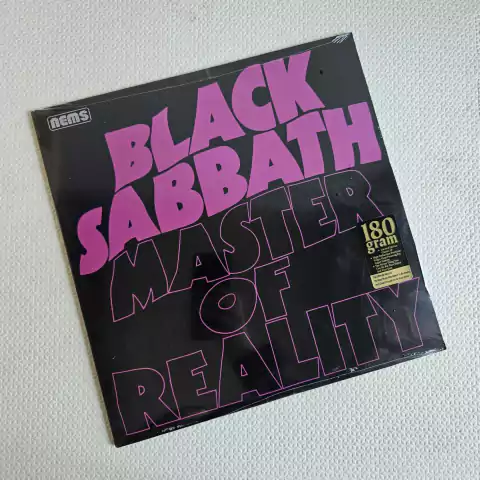 nems
BLACK
SABBATH
MASTER
OF
REALITY
180
gram